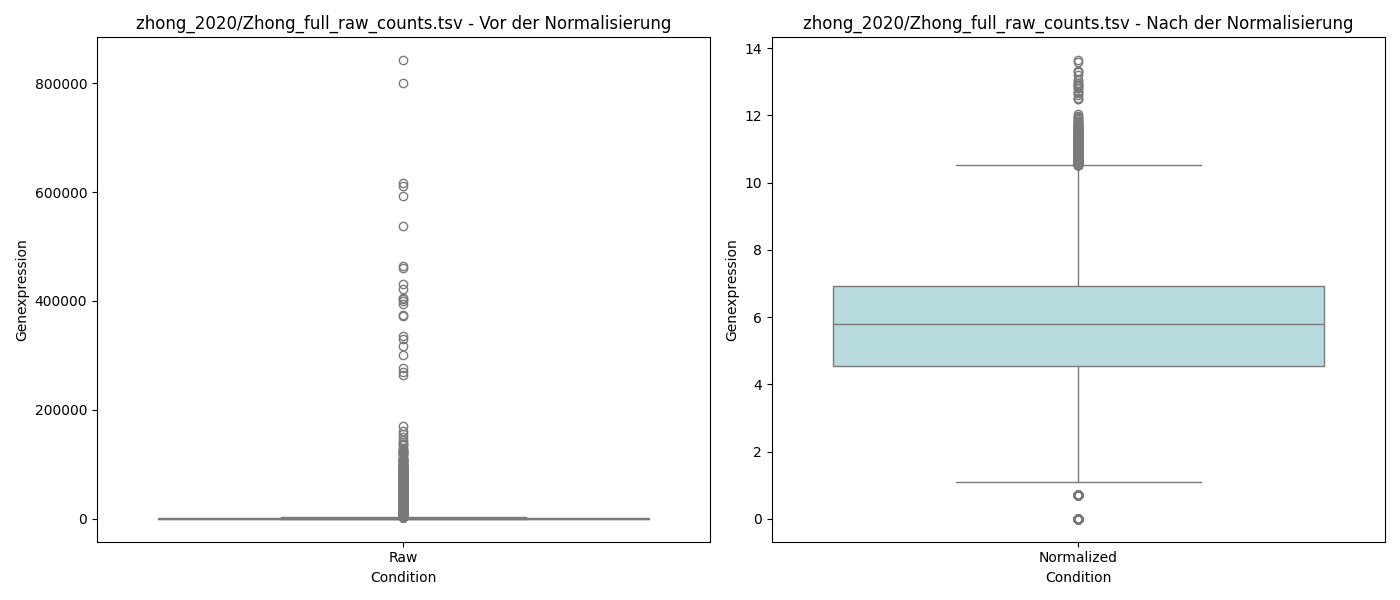 zhong_2020/Zhong_full_raw_counts.tsv - Vor der Normalisierung
800000
600000
400000
200000
0
Genexpression
Raw
Condition
zhong_2020/Zhong_full_raw_counts.tsv - Nach der Normalisierung
14
12
10
8
6
4
2
0
Genexpression
Normalized
Condition